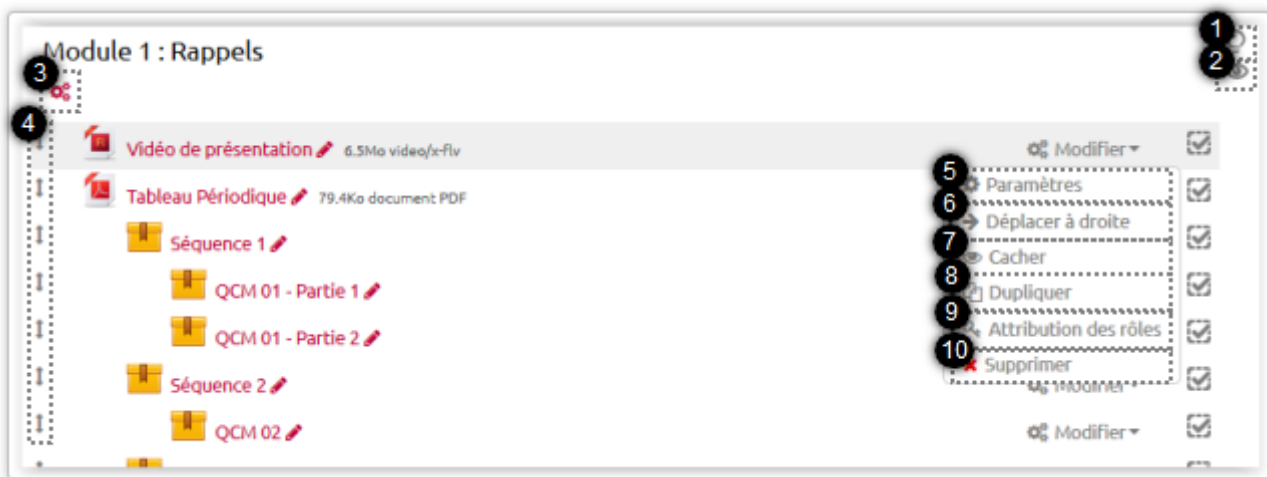 1
Module 1 : Rappels
2
3
4
Vidéo de présentation 6.5Mo video/x-flv Modifier
5 Paramètres
Tableau Périodique 79.4Ko document PDF
6 Déplacer à droite
7 Cacher
Séquence 1
8 Dupliquer
QCM 01 - Partie 1
9 Attribution des rôles
QCM 01 - Partie 2
10 Supprimer
Séquence 2 Modifier
QCM 02 Modifier